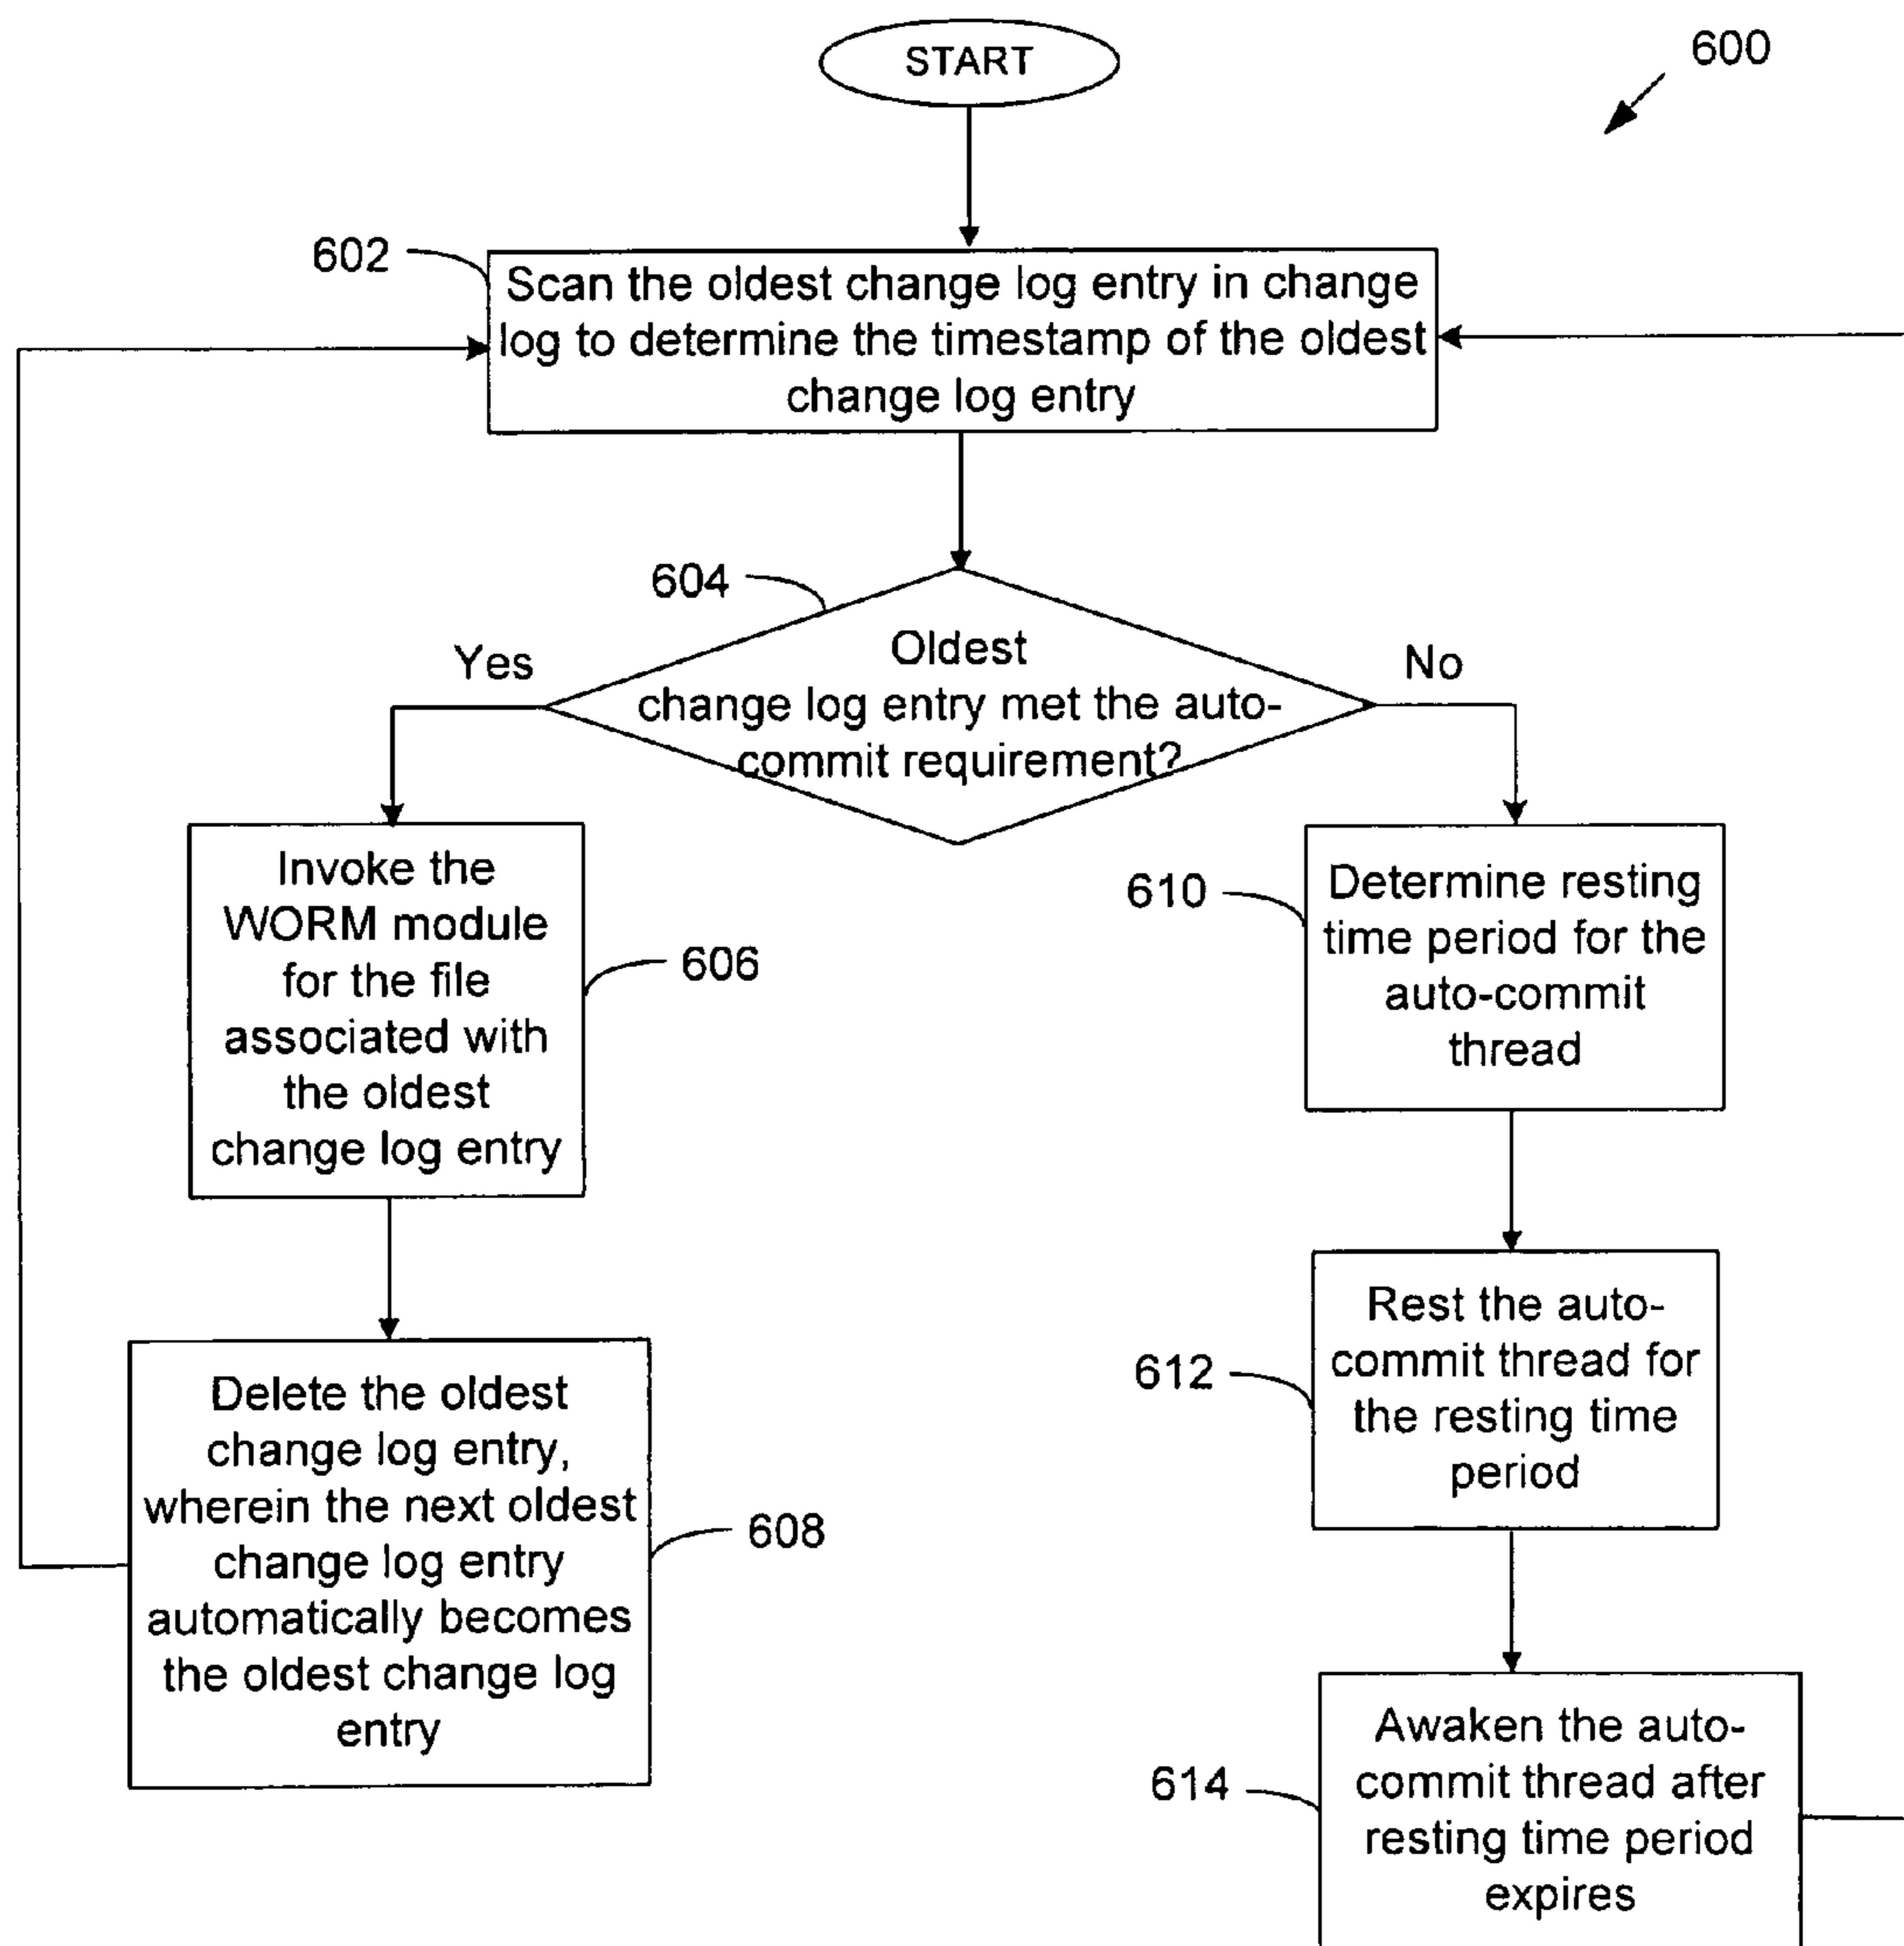 START
600
602
Scan the oldest change log entry in change
log to determine the timestamp of the oldest
change log entry
604
Yes
Oldest
change log entry met the auto-
commit requirement?
No
Invoke the
WORM module
for the file
associated with
the oldest
change log entry
606
610
Determine resting
time period for the
auto-commit
thread
Delete the oldest
change log entry,
wherein the next oldest
change log entry
automatically becomes
the oldest change log
entry
608
612
Rest the auto-
commit thread for
the resting time
period
614
Awaken the auto-
commit thread after
resting time period
expires